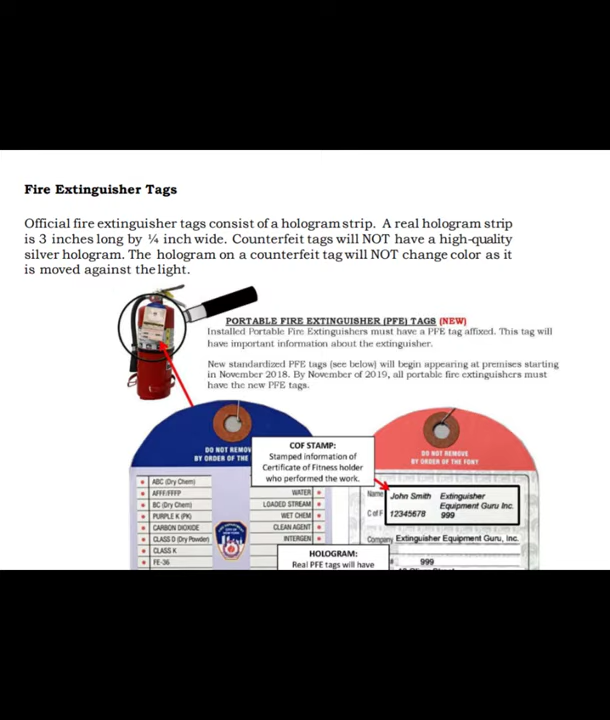 Fire Extinguisher Tags
Official fire extinguisher tags consist of a hologram strip. A real hologram strip
is 3 inches long by ¼ inch wide. Counterfeit tags will NOT have a high-quality
silver hologram. The hologram on a counterfeit tag will NOT change color as it
is moved against the light.
PORTABLE FIRE EXTINGUISHER (PFE) TAGS (NEW)
Installed Portable Fire Extinguishers must have a PFE tag affixed. This tag will
have important information about the extinguisher.
New standardized PFE tags (see below) will begin appearing at premises starting
in November 2018. By November of 2019, all portable fire extinguishers must
have the new PFE tags.
DO NOT REMOV
BY ORDER OF THE
COF STAMP:
Stamped information of
Certificate of Fitness holder
who performed the work.
DO NOT REMOVE
BY ORDER OF THE FDNY
ABC (Dry Chem)
AFFF/FFFP
BC (Dry Chem)
PURPLE K (PK)
CARBON DIOXIDE
CLASS D (Dry Powder)
CLASS K
FE-36
WATER
LOADED STREAM
WET CHEM
CLEAN AGENT
INTERGEN
HOLOGRAM:
Real PFE tags will have
Name John Smith Extinguisher
Equipment Guru Inc.
C of F 12345678 999
Company Extinguisher Equipment Guru, Inc.
# 999